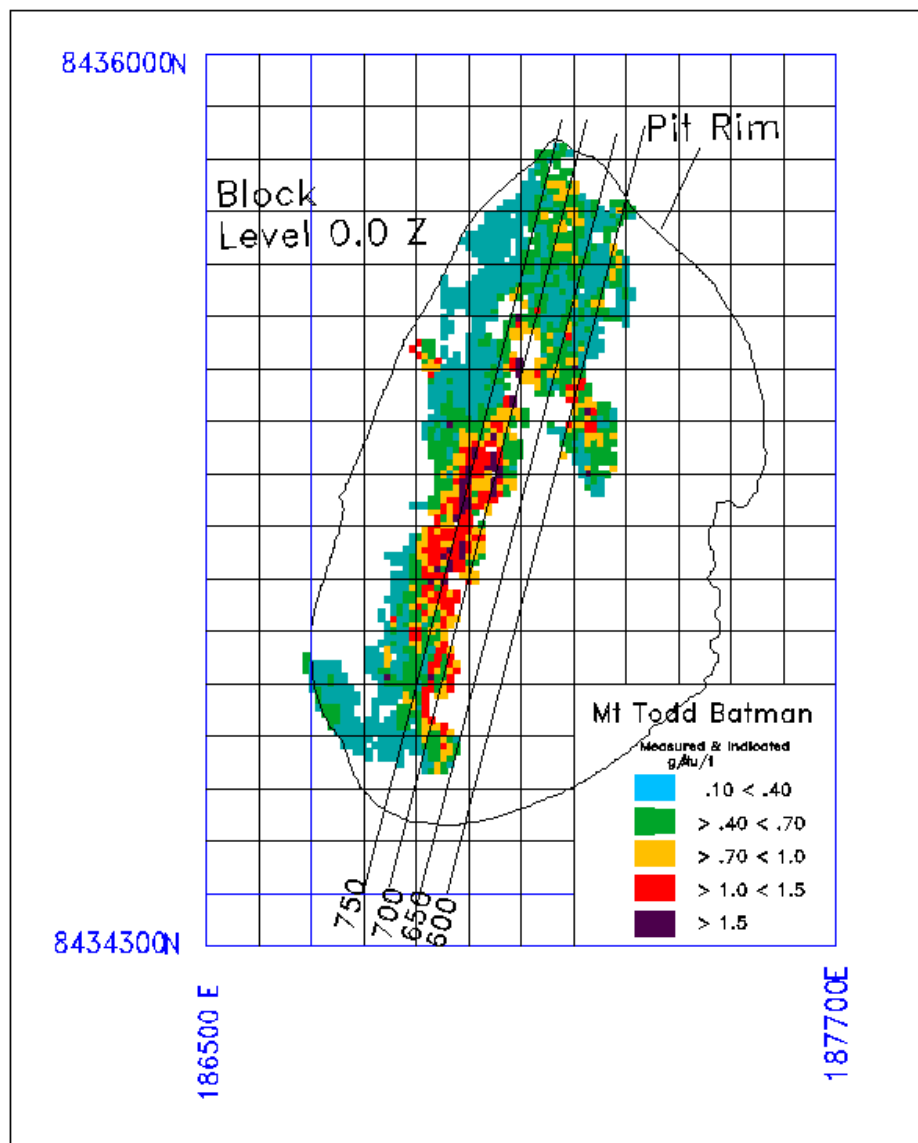 8436000N
Pit Rim
Block
Level 0.0 Z
Mt Todd Batman
Measured & Indicated
.10 < .40
> .40 < .70
> .70 < 1.0
> 1.0 < 1.5
> 1.5
750
700
650
600
8434300N
186500 E
187700E